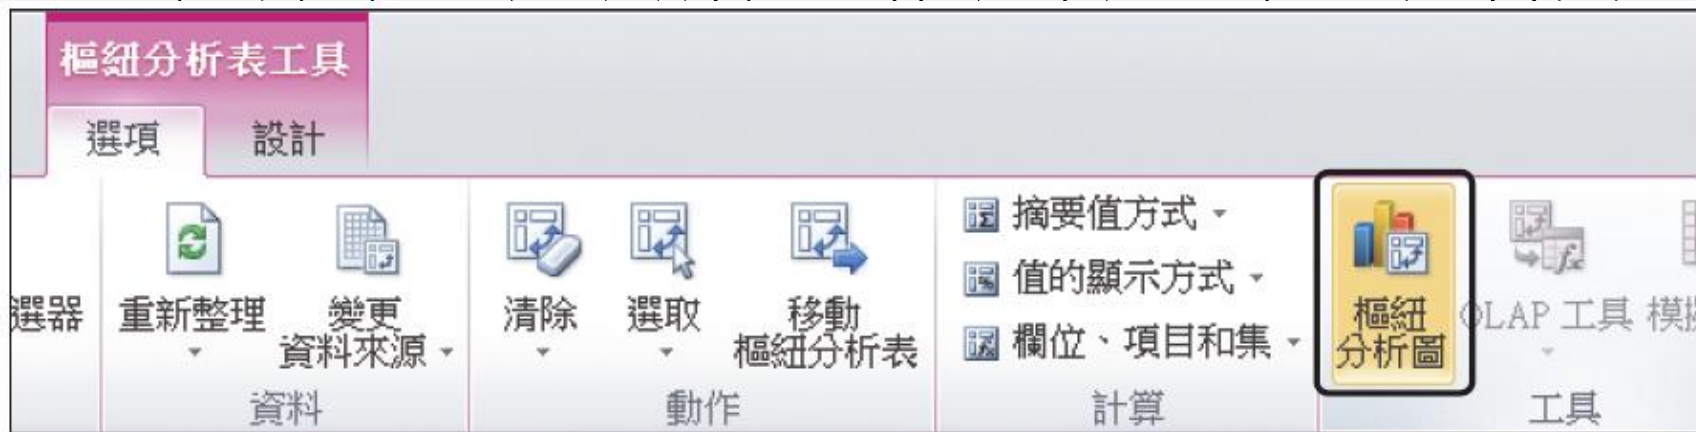 樞紐分析表工具
選項 設計
選器
重新整理
變更
資料來源
清除
選取
移動
樞紐分析表
摘要值方式
值的顯示方式
欄位、項目和集
樞紐
分析圖
OLAP 工具
資料 動作 計算 工具